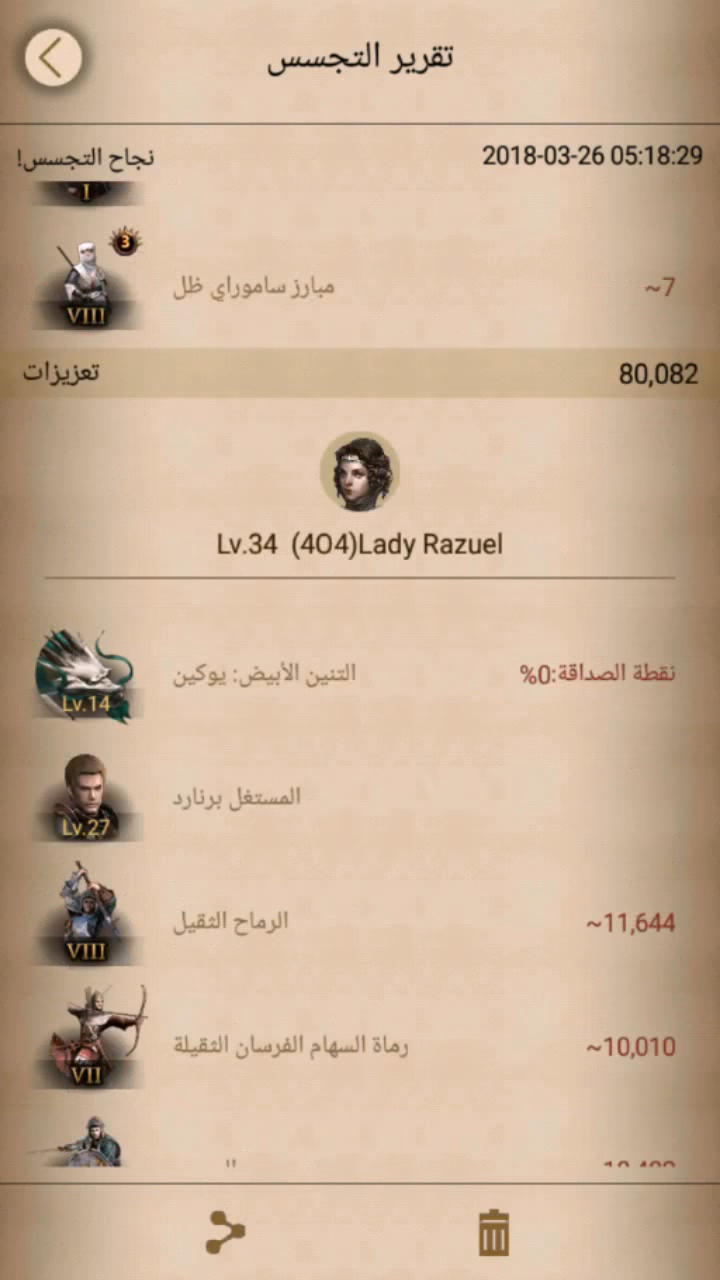 تقرير التجسس
نجاح التجسس!
2018-03-26 05:18:29
I
3
VIII
مبارز ساموراي ظل
~7
تعزيزات
80,082
Lv.34 (4O4)Lady Razuel
Lv.14
التنين الأبيض: يوكين
نقطة الصداقة:0%
Lv.27
المستغل برنارد
VIII
الرماح الثقيل
~11,644
VII
رماة السهام الفرسان الثقيلة
~10,010